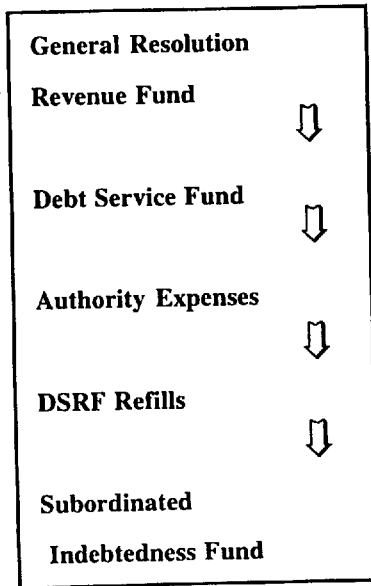 General Resolution
Revenue Fund
Debt Service Fund
Authority Expenses
DSRF Refills
Subordinated
Indebtedness Fund